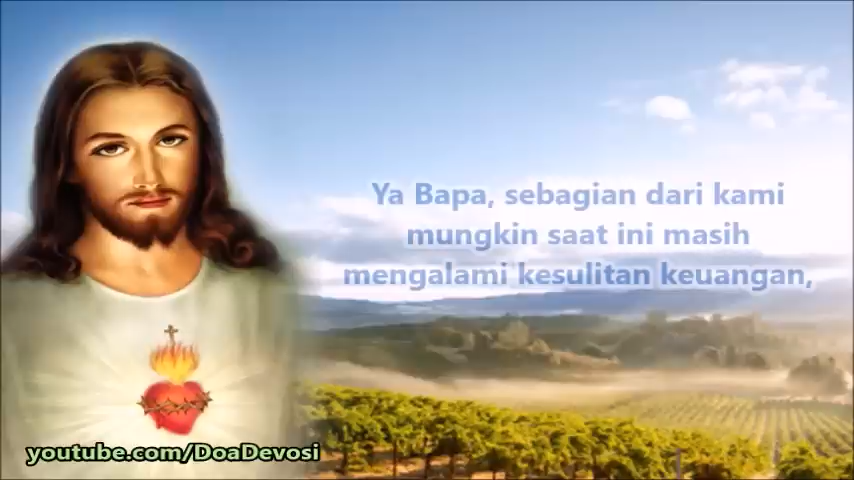 Ya Bapa, sebagian dari kami
mungkin saat ini masih
mengalami kesulitan keuangan,
youtube.com/DoaDevosi